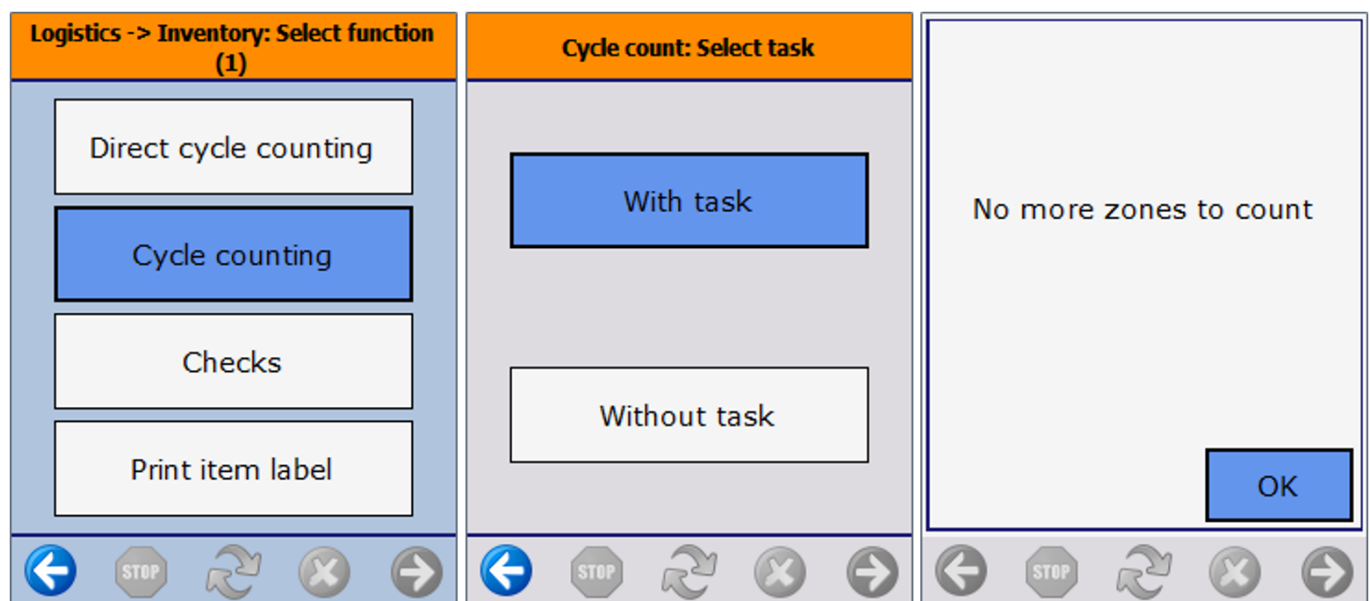 Logistics -> Inventory: Select function
(1)
Direct cycle counting
Cycle counting
Checks
Print item label
STOP
Cycle count: Select task
With task
Without task
STOP
No more zones to count
OK
STOP